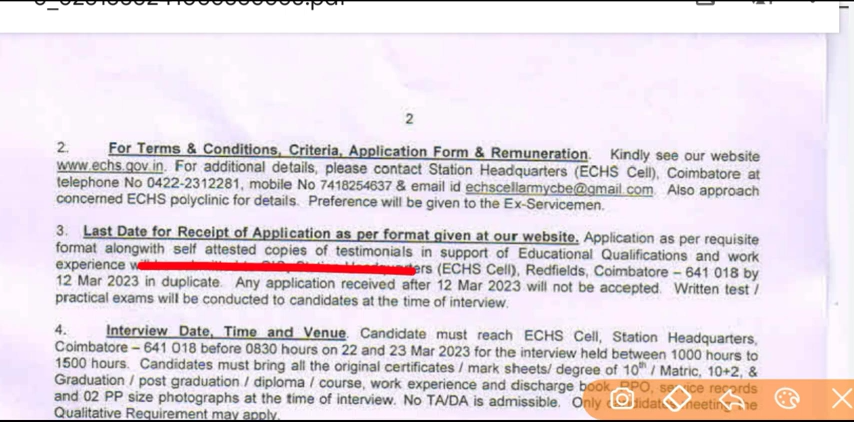 2
2. For Terms & Conditions, Criteria, Application Form & Remuneration. Kindly see our website
www.echs.gov.in. For additional details, please contact Station Headquarters (ECHS Cell), Coimbatore at
telephone No 0422-2312281, mobile No 7418254637 & email id echscellarmycbe@gmail.com. Also approach
concerned ECHS polyclinic for details. Preference will be given to the Ex-Servicemen.
3. Last Date for Receipt of Application as per format given at our website. Application as per requisite
format alongwith self attested copies of testimonials in support of Educational Qualifications and work
experience (ECHS Cell), Redfields, Coimbatore – 641 018 by
12 Mar 2023 in duplicate. Any application received after 12 Mar 2023 will not be accepted. Written test /
practical exams will be conducted to candidates at the time of interview.
4. Interview Date, Time and Venue. Candidate must reach ECHS Cell, Station Headquarters,
Coimbatore – 641 018 before 0830 hours on 22 and 23 Mar 2023 for the interview held between 1000 hours to
1500 hours. Candidates must bring all the original certificates / mark sheets/ degree of 10th / Matric, 10+2, &
Graduation / post graduation / diploma / course, work experience and discharge book, PPO, service records
and 02 PP size photographs at the time of interview. No TA/DA is admissible. Only candidates meeting the
Qualitative Requirement may apply.